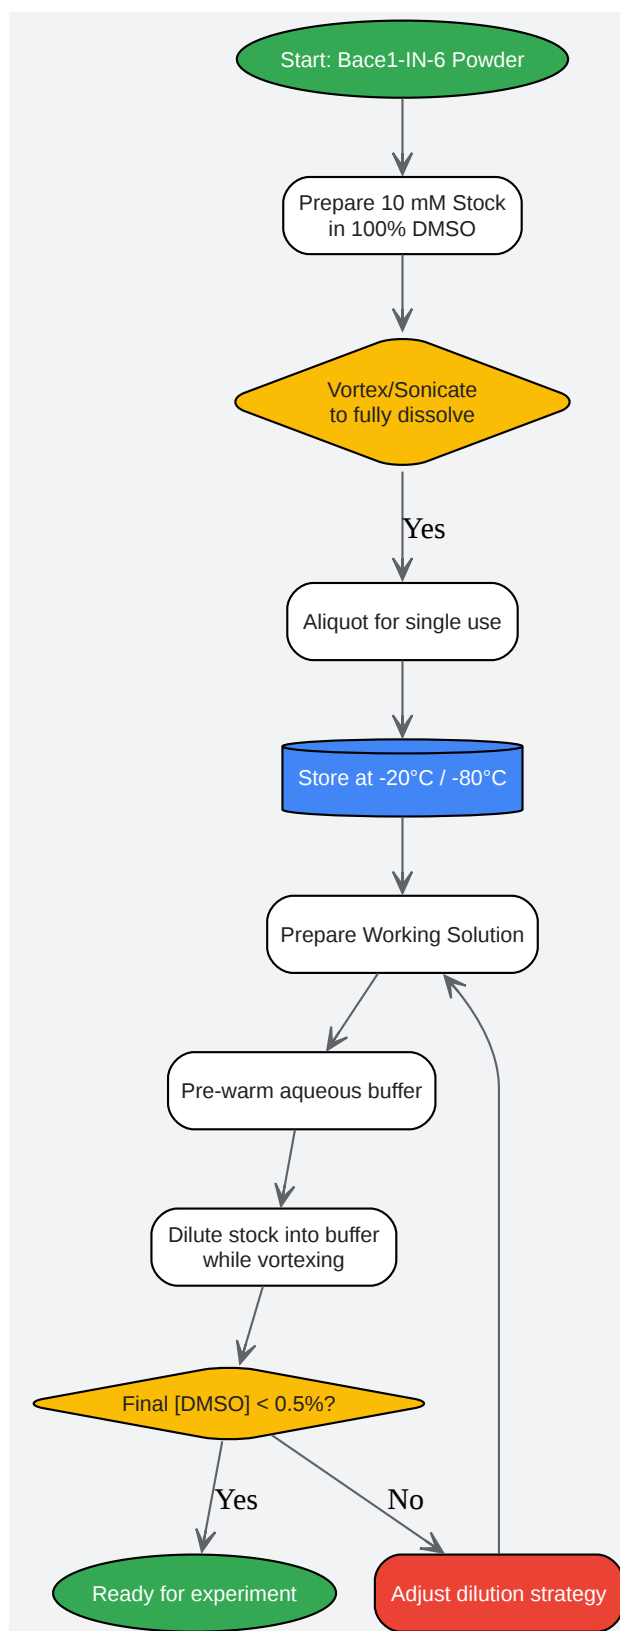 Start: Bace1-IN-6 Powder
Prepare 10 mM Stock
in 100% DMSO
Vortex/Sonicate
to fully dissolve
Yes
Aliquot for single use
Store at -20°C / -80°C
Prepare Working Solution
Pre-warm aqueous buffer
Dilute stock into buffer
while vortexing
Final [DMSO] < 0.5%?
Yes
No
Ready for experiment
Adjust dilution strategy